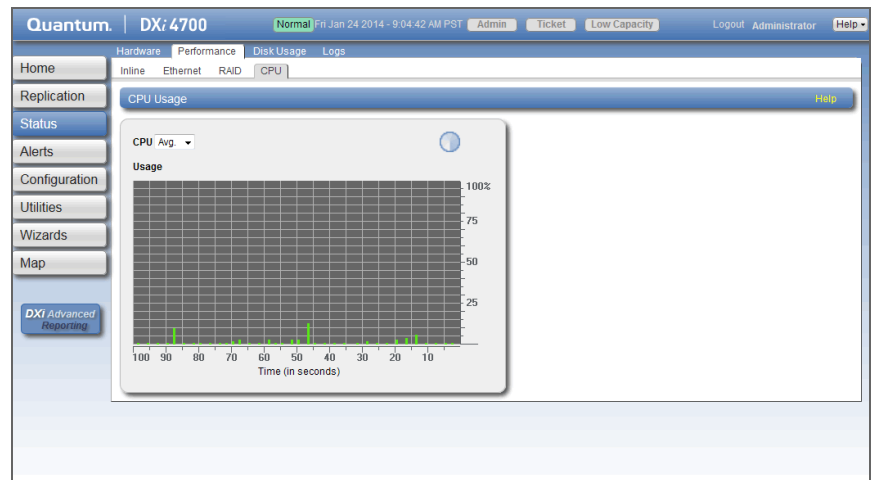 Quantum. | DXi 4700 Normal Fri Jan 24 2014 - 9:04:42 AM PST Admin Ticket Low Capacity Logout Administrator Help
Hardware Performance Disk Usage Logs
Inline Ethernet RAID CPU
Home
Replication
Status
Alerts
Configuration
Utilities
Wizards
Map
DXi Advanced
Reporting
CPU Usage Help
CPU Avg.
Usage
100%
75
50
25
100 90 80 70 60 50 40 30 20 10
Time (in seconds)